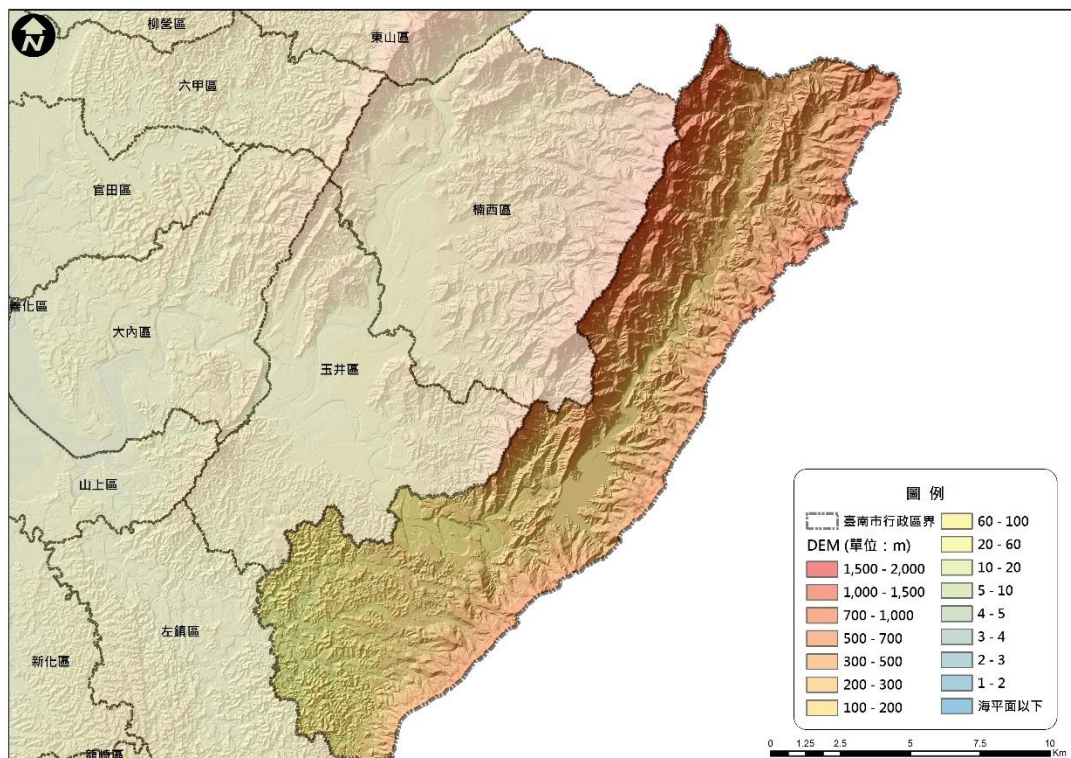 N
柳營區
東山區
六甲區
官田區
楠西區
善化區
大內區
玉井區
山上區
左鎮區
新化區
龍崎區
圖 例
臺南市行政區界
DEM (單位：m)
1,500 - 2,000
1,000 - 1,500
700 - 1,000
500 - 700
300 - 500
200 - 300
100 - 200
60 - 100
20 - 60
10 - 20
5 - 10
4 - 5
3 - 4
2 - 3
1 - 2
海平面以下
0 1.25 2.5 5 7.5 10
Km